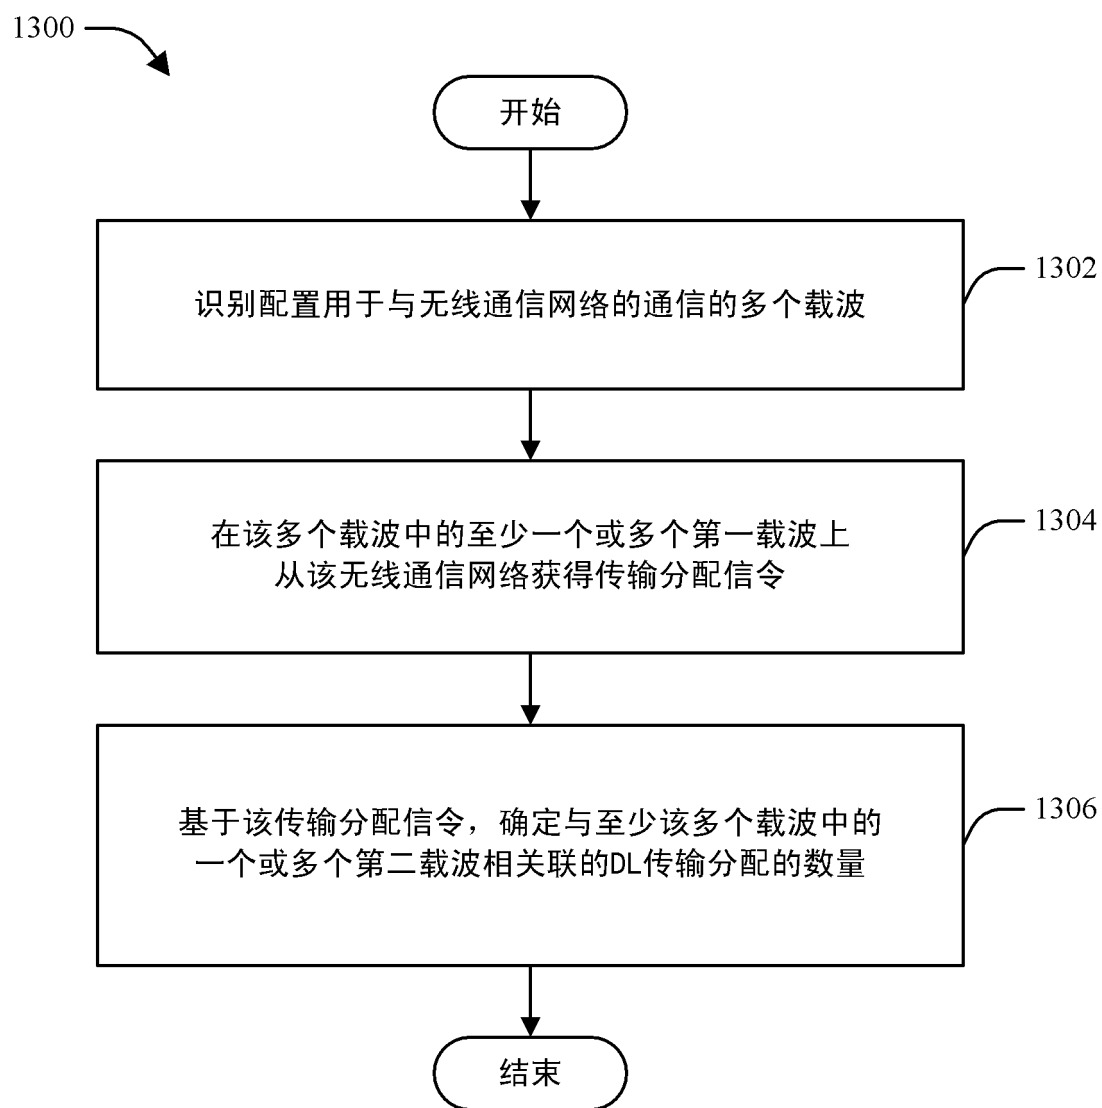 1300
开始
识别配置用于与无线通信网络的通信的多个载波
1302
在该多个载波中的至少一个或多个第一载波上
从该无线通信网络获得传输分配信令
1304
基于该传输分配信令，确定与至少该多个载波中的
一个或多个第二载波相关联的DL传输分配的数量
1306
结束